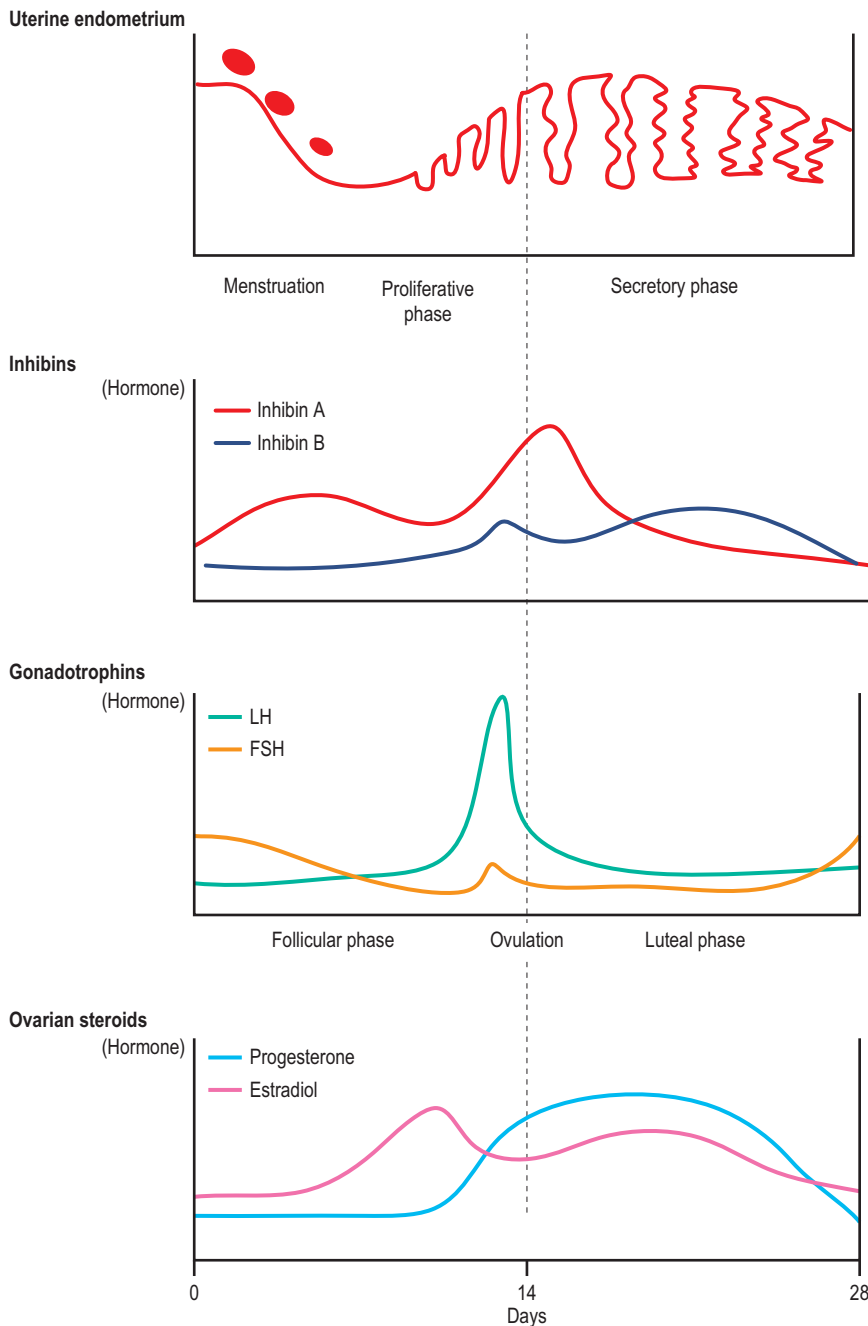 Uterine endometrium
Menstruation
Proliferative
phase
Secretory phase
Inhibins
(Hormone)
Inhibin A
Inhibin B
Gonadotrophins
(Hormone)
LH
FSH
Follicular phase
Ovulation
Luteal phase
Ovarian steroids
(Hormone)
Progesterone
Estradiol
0
14
28
Days